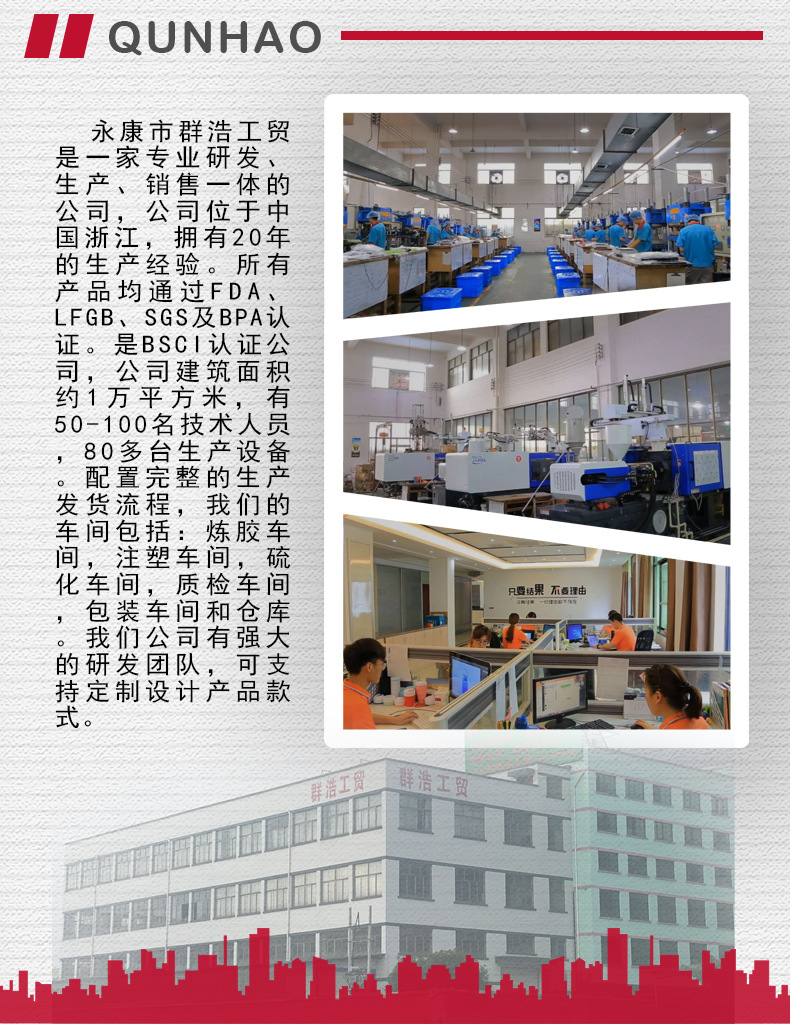 QUNHAO
永康市群浩工贸
是一家专业研发、
生产、销售一体的
公司，公司位于中
国浙江，拥有20年
的生产经验。所有
产品均通过FDA、
LFGB、SGS及BPA认
证。是BSCI认证公
司，公司建筑面积
约1万平方米，有
50-100名技术人员
，80多台生产设备
。配置完整的生产
发货流程，我们的
车间包括：炼胶车
间，注塑车间，硫
化车间，质检车间
，包装车间和仓库
。我们公司有强大
的研发团队，可支
持定制设计产品款
式。
只要结果 不要理由
群浩工贸
群浩工贸